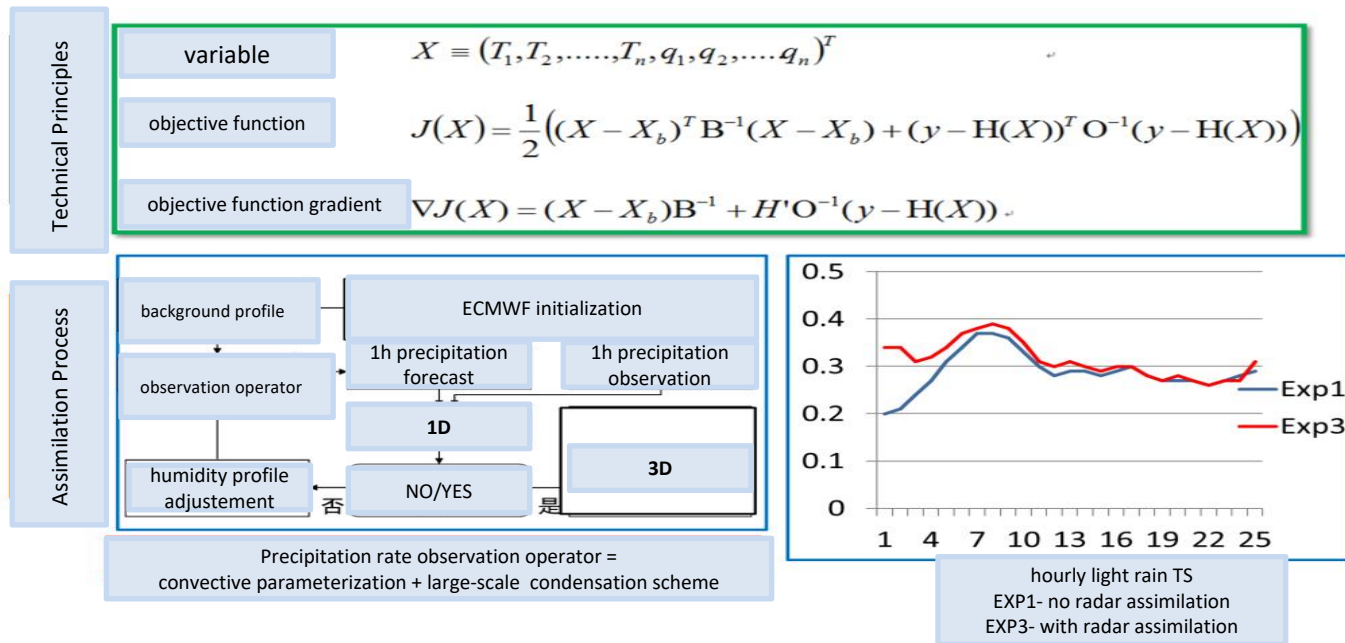 Technical Principles
variable
X ≡ (T₁,T₂,.....,Tₙ,q₁,q₂,....qₙ)ᵀ
objective function
J(X) = 1/2((X − X_b)ᵀ B⁻¹(X − X_b) + (y − H(X))ᵀ O⁻¹(y − H(X)))
objective function gradient
∇J(X) = (X − X_b)B⁻¹ + H'O⁻¹(y − H(X))
Assimilation Process
background profile
ECMWF initialization
observation operator
1h precipitation
forecast
1h precipitation
observation
1D
3D
humidity profile
adjustement
否
NO/YES
是
Precipitation rate observation operator =
convective parameterization + large-scale condensation scheme
0.5
0.4
0.3
0.2
0.1
0
1 4 7 10 13 16 19 22 25
Exp1
Exp3
hourly light rain TS
EXP1- no radar assimilation
EXP3- with radar assimilation